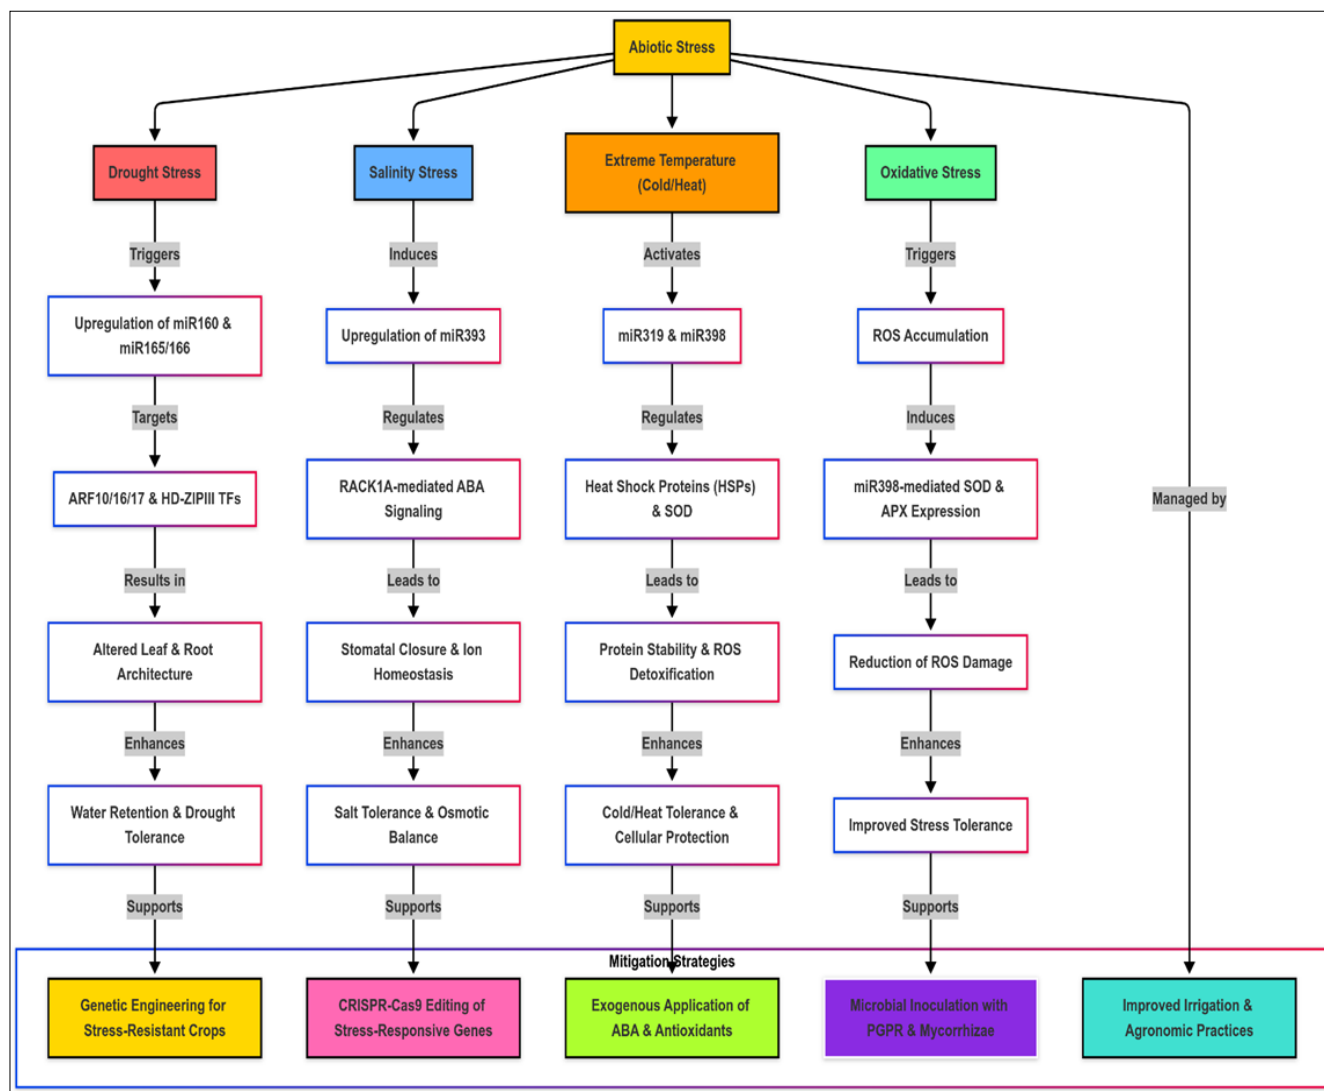 Abiotic Stress
Drought Stress
Salinity Stress
Extreme Temperature
(Cold/Heat)
Oxidative Stress
Triggers
Induces
Activates
Triggers
Upregulation of miR160 &
miR165/166
Upregulation of miR393
miR319 & miR398
ROS Accumulation
Targets
Regulates
Regulates
Induces
ARF10/16/17 & HD-ZIPIII TFs
RACK1A-mediated ABA
Signaling
Heat Shock Proteins (HSPs)
& SOD
miR398-mediated SOD &
APX Expression
Managed by
Results in
Leads to
Leads to
Leads to
Altered Leaf & Root
Architecture
Stomatal Closure & Ion
Homeostasis
Protein Stability & ROS
Detoxification
Reduction of ROS Damage
Enhances
Enhances
Enhances
Enhances
Water Retention & Drought
Tolerance
Salt Tolerance & Osmotic
Balance
Cold/Heat Tolerance &
Cellular Protection
Improved Stress Tolerance
Supports
Supports
Supports
Supports
Mitigation Strategies
Genetic Engineering for
Stress-Resistant Crops
CRISPR-Cas9 Editing of
Stress-Responsive Genes
Exogenous Application of
ABA & Antioxidants
Microbial Inoculation with
PGPR & Mycorrhizae
Improved Irrigation &
Agronomic Practices